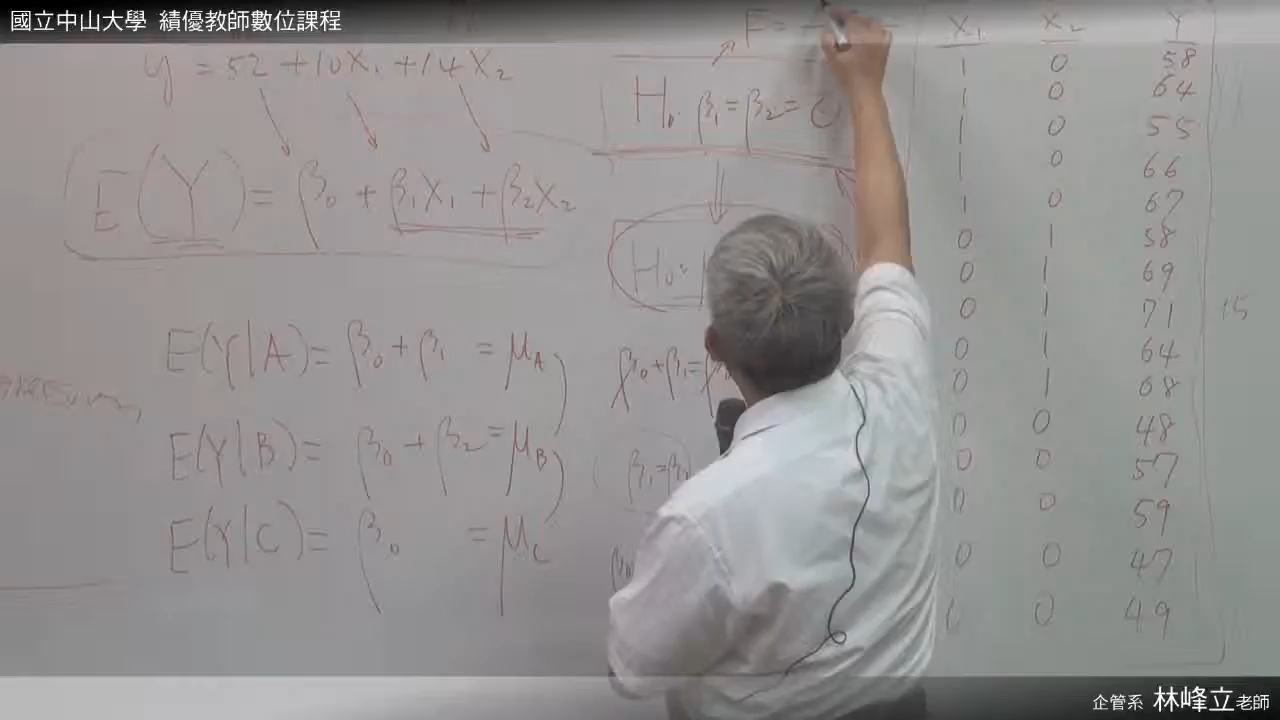 國立中山大學 績優教師數位課程
y = 52 + 10X₁ + 14X₂
E(Y) = β₀ + β₁X₁ + β₂X₂
E(Y|A) = β₀ + β₁ = μA
E(Y|B) = β₀ + β₂ = μB
E(Y|C) = β₀ = μC
F =
H₀: β₁ = β₂ = 0
H₀:
β₀ + β₁ =
β₁ = β₂
X₁ X₂ Y
1 0 58
1 0 64
1 0 55
1 0 66
1 0 67
0 1 58
0 1 69
0 1 71
0 1 64
0 1 68
0 0 48
0 0 57
0 0 59
0 0 47
0 0 49
15
企管系 林峰立老師